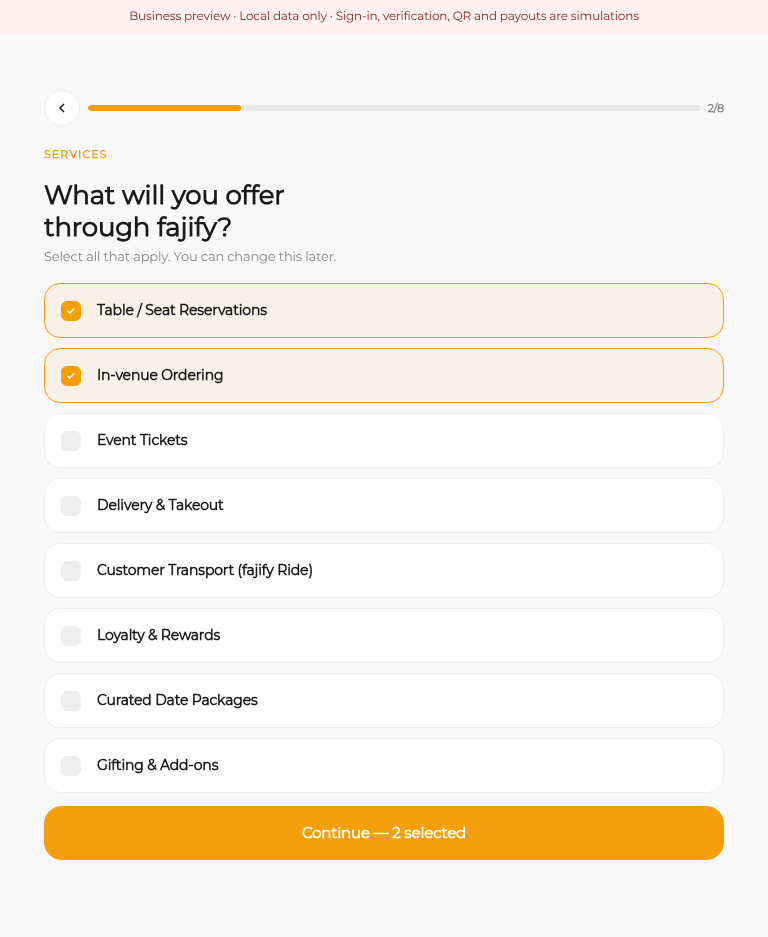 Business preview · Local data only · Sign-in, verification, QR and payouts are simulations
2/8
SERVICES
What will you offer
through fajify?
Select all that apply. You can change this later.
Table / Seat Reservations
In-venue Ordering
Event Tickets
Delivery & Takeout
Customer Transport (fajify Ride)
Loyalty & Rewards
Curated Date Packages
Gifting & Add-ons
Continue — 2 selected